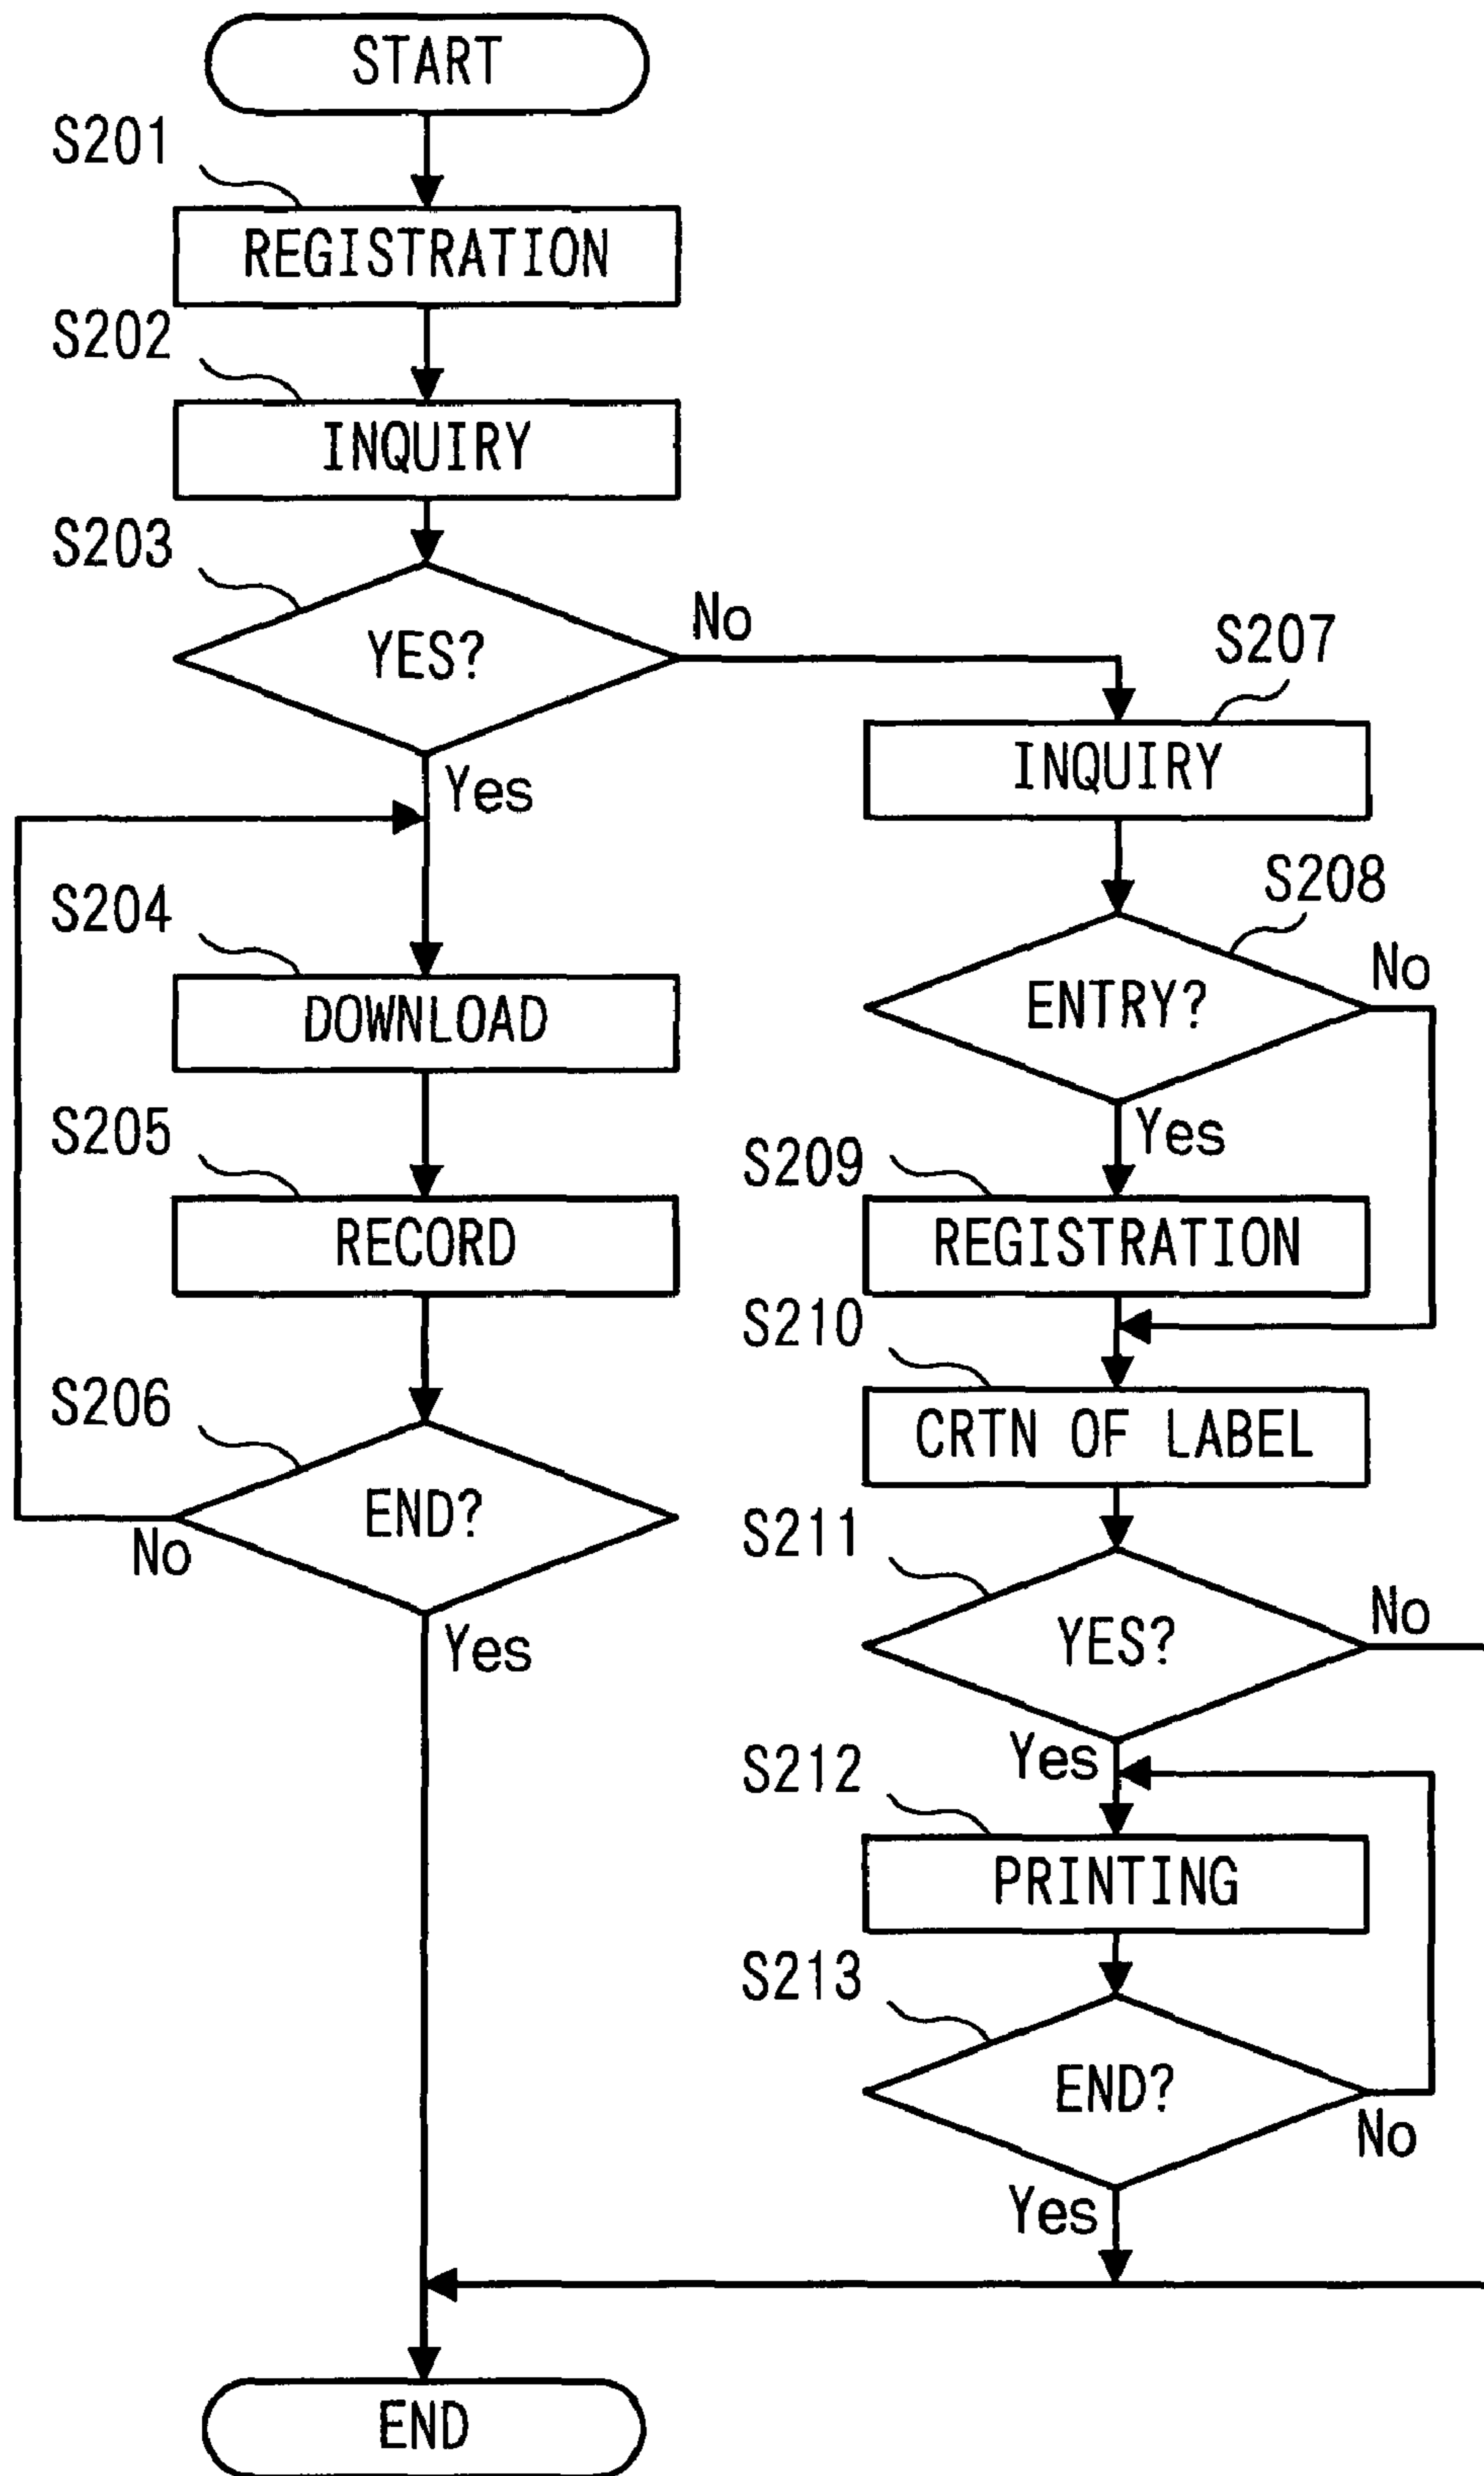 START
S201
REGISTRATION
S202
INQUIRY
S203
YES?
No
Yes
S204
DOWNLOAD
S205
RECORD
S206
END?
No
Yes
S207
INQUIRY
S208
ENTRY?
No
Yes
S209
REGISTRATION
S210
CRTN OF LABEL
S211
YES?
No
Yes
S212
PRINTING
S213
END?
No
Yes
END